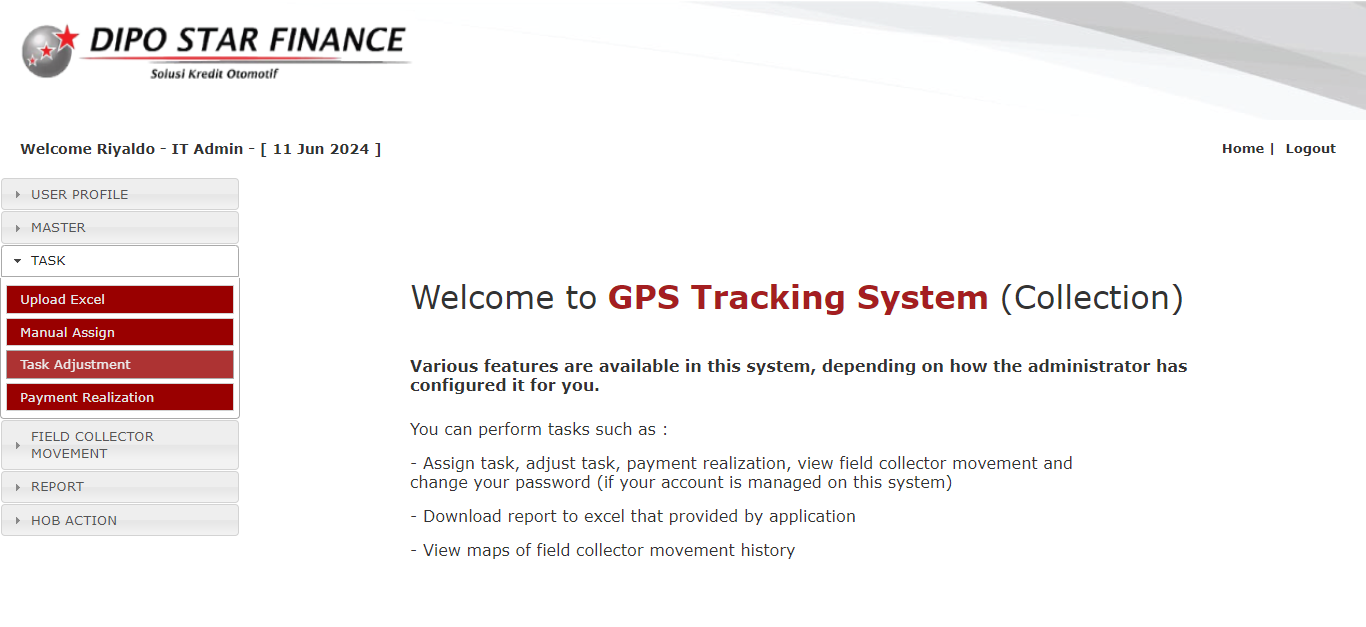 DIPO STAR FINANCE
Solusi Kredit Otomotif
Welcome Riyaldo - IT Admin - [ 11 Jun 2024 ]
Home | Logout
USER PROFILE
MASTER
TASK
Upload Excel
Manual Assign
Task Adjustment
Payment Realization
FIELD COLLECTOR
MOVEMENT
REPORT
HOB ACTION
Welcome to GPS Tracking System (Collection)
Various features are available in this system, depending on how the administrator has
configured it for you.
You can perform tasks such as :
- Assign task, adjust task, payment realization, view field collector movement and
change your password (if your account is managed on this system)
- Download report to excel that provided by application
- View maps of field collector movement history